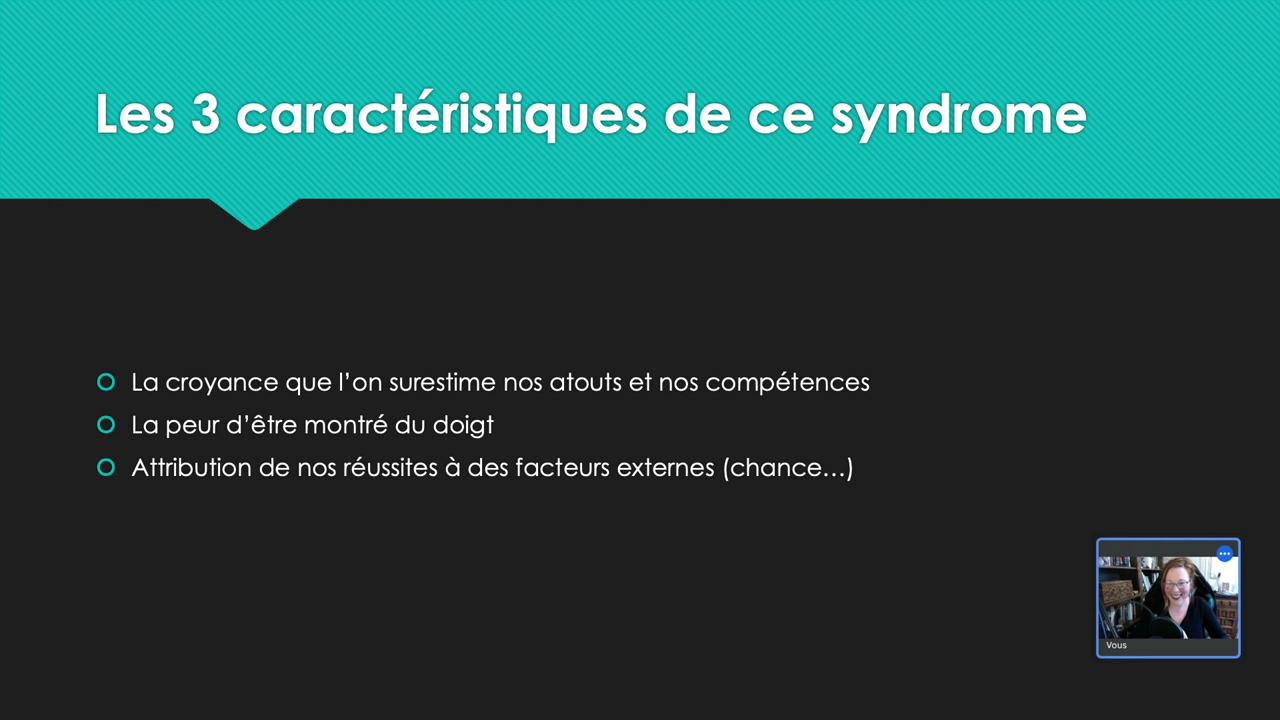 Les 3 caractéristiques de ce syndrome
La croyance que l’on surestime nos atouts et nos compétences
La peur d’être montré du doigt
Attribution de nos réussites à des facteurs externes (chance…)
Vous